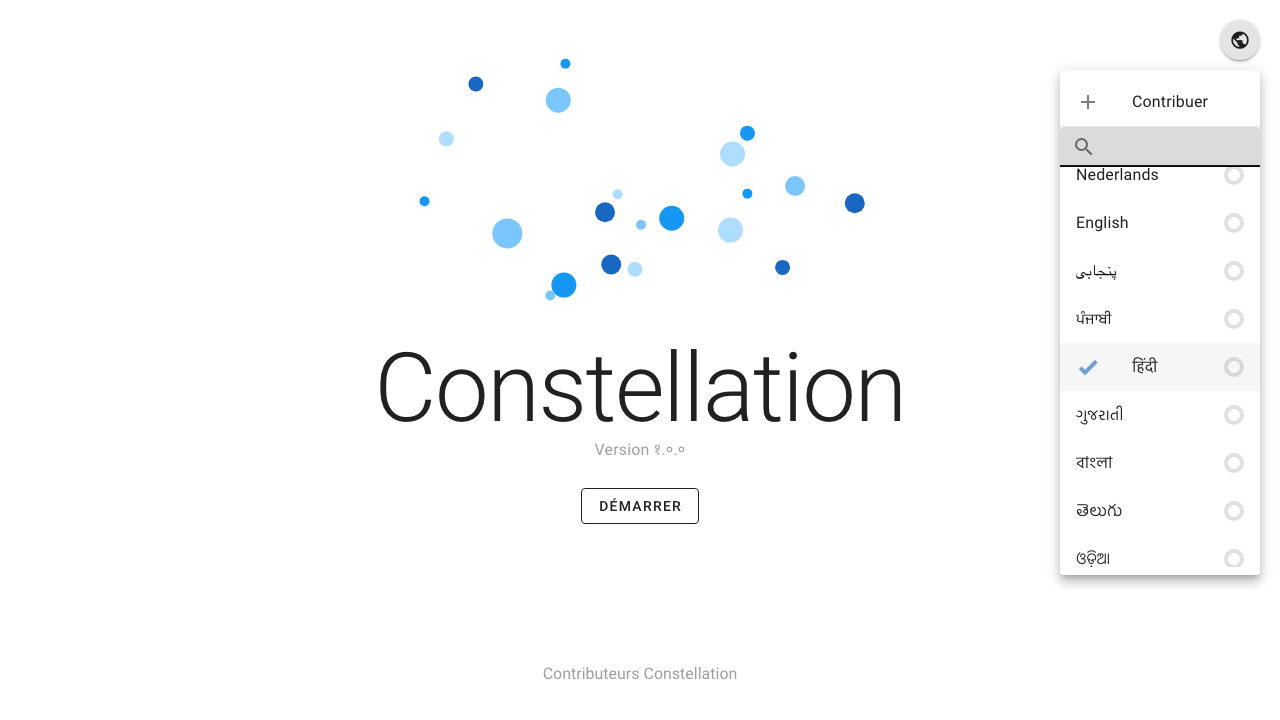 Contribuer
Nederlands
English
پنجابی
ਪੰਜਾਬੀ
हिंदी
ગુજરાતી
বাংলা
తెలుగు
ଓଡ଼ିଆ
Constellation
Version १.०.०
DÉMARRER
Contributeurs Constellation